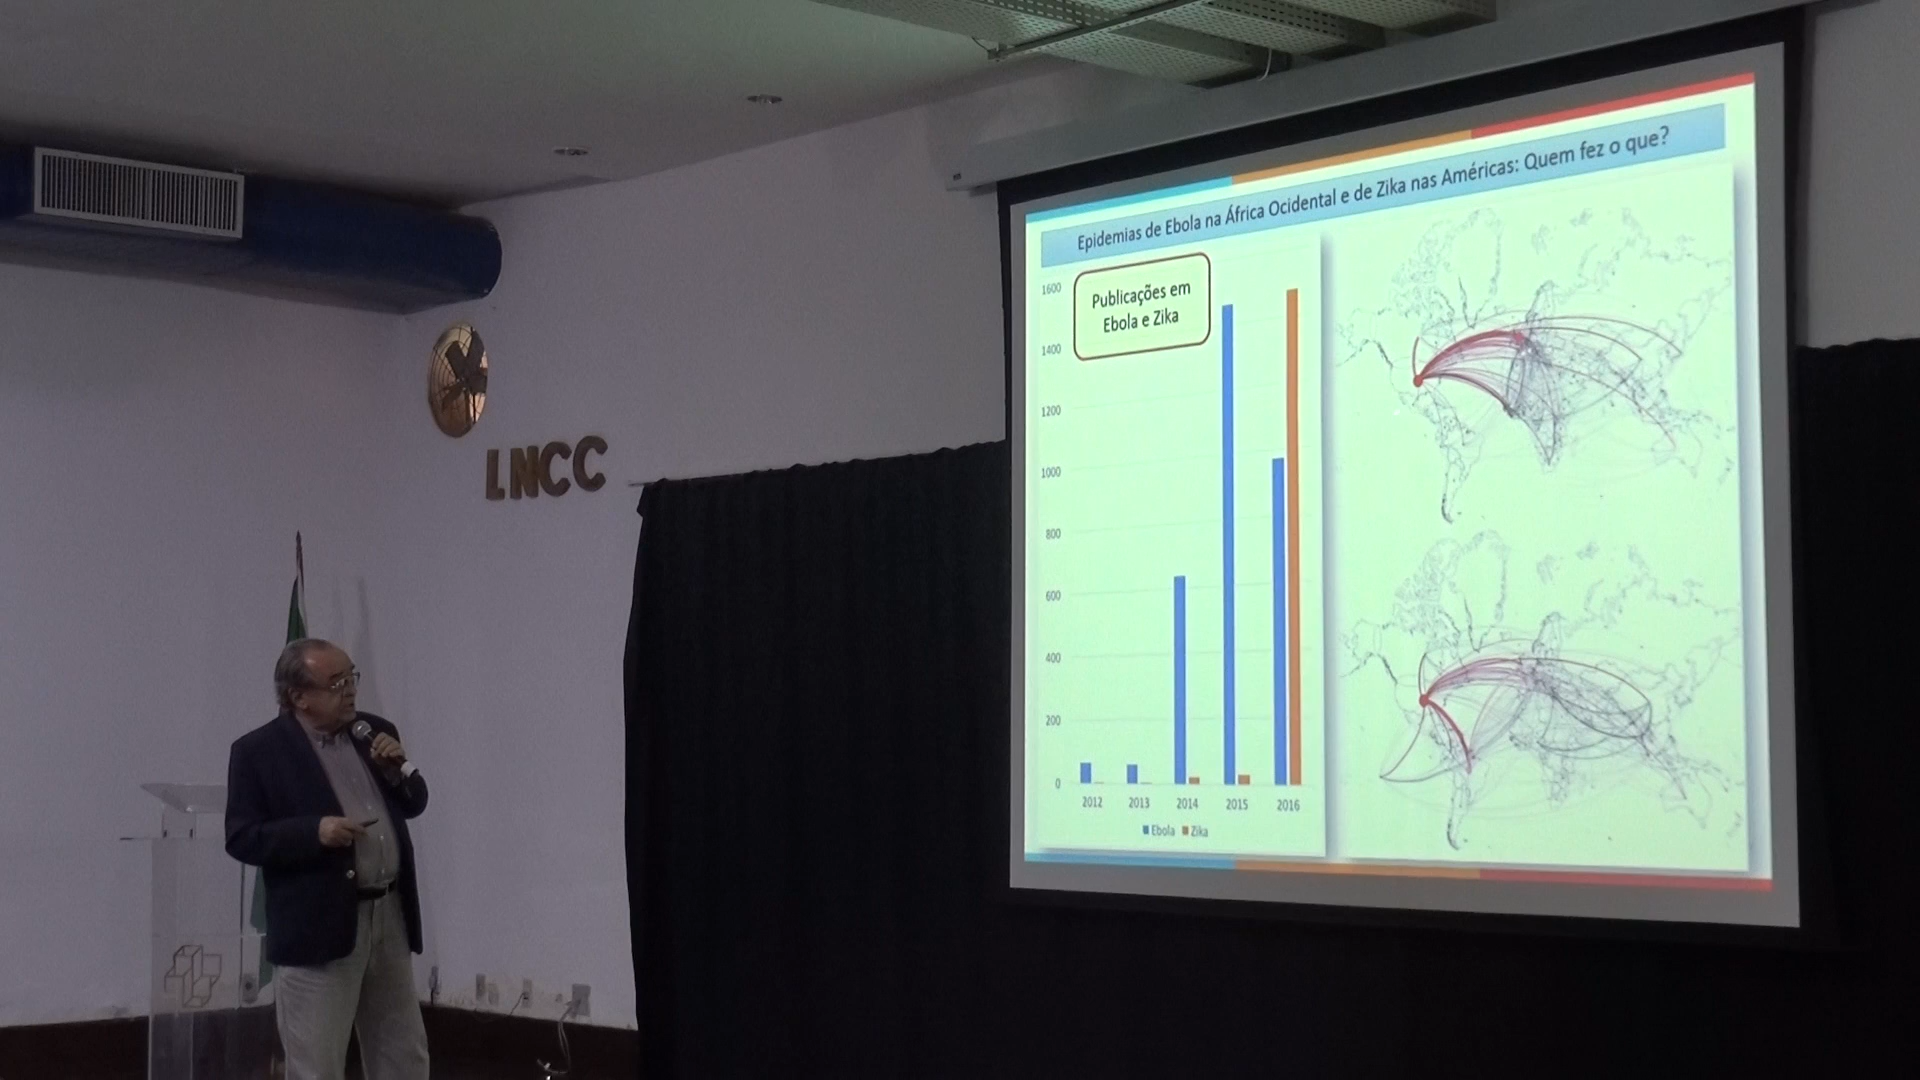 LNCC
Epidemias de Ebola na África Ocidental e de Zika nas Américas: Quem fez o que?
Publicações em
Ebola e Zika
1600
1400
1200
1000
800
600
400
200
0
2012 2013 2014 2015 2016
Ebola Zika